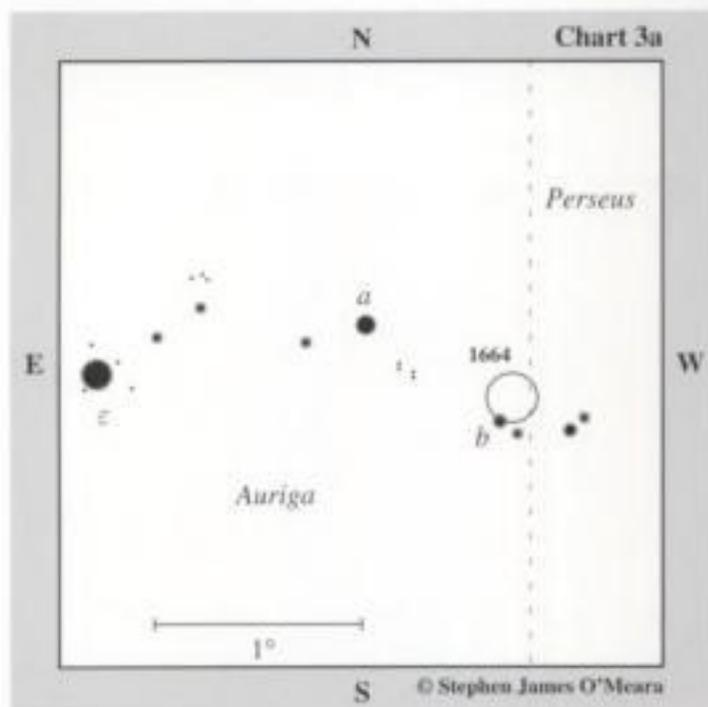 N
Chart 3a
Perseus
a
1664
E
W
ε
b
Auriga
1°
S
© Stephen James O'Meara